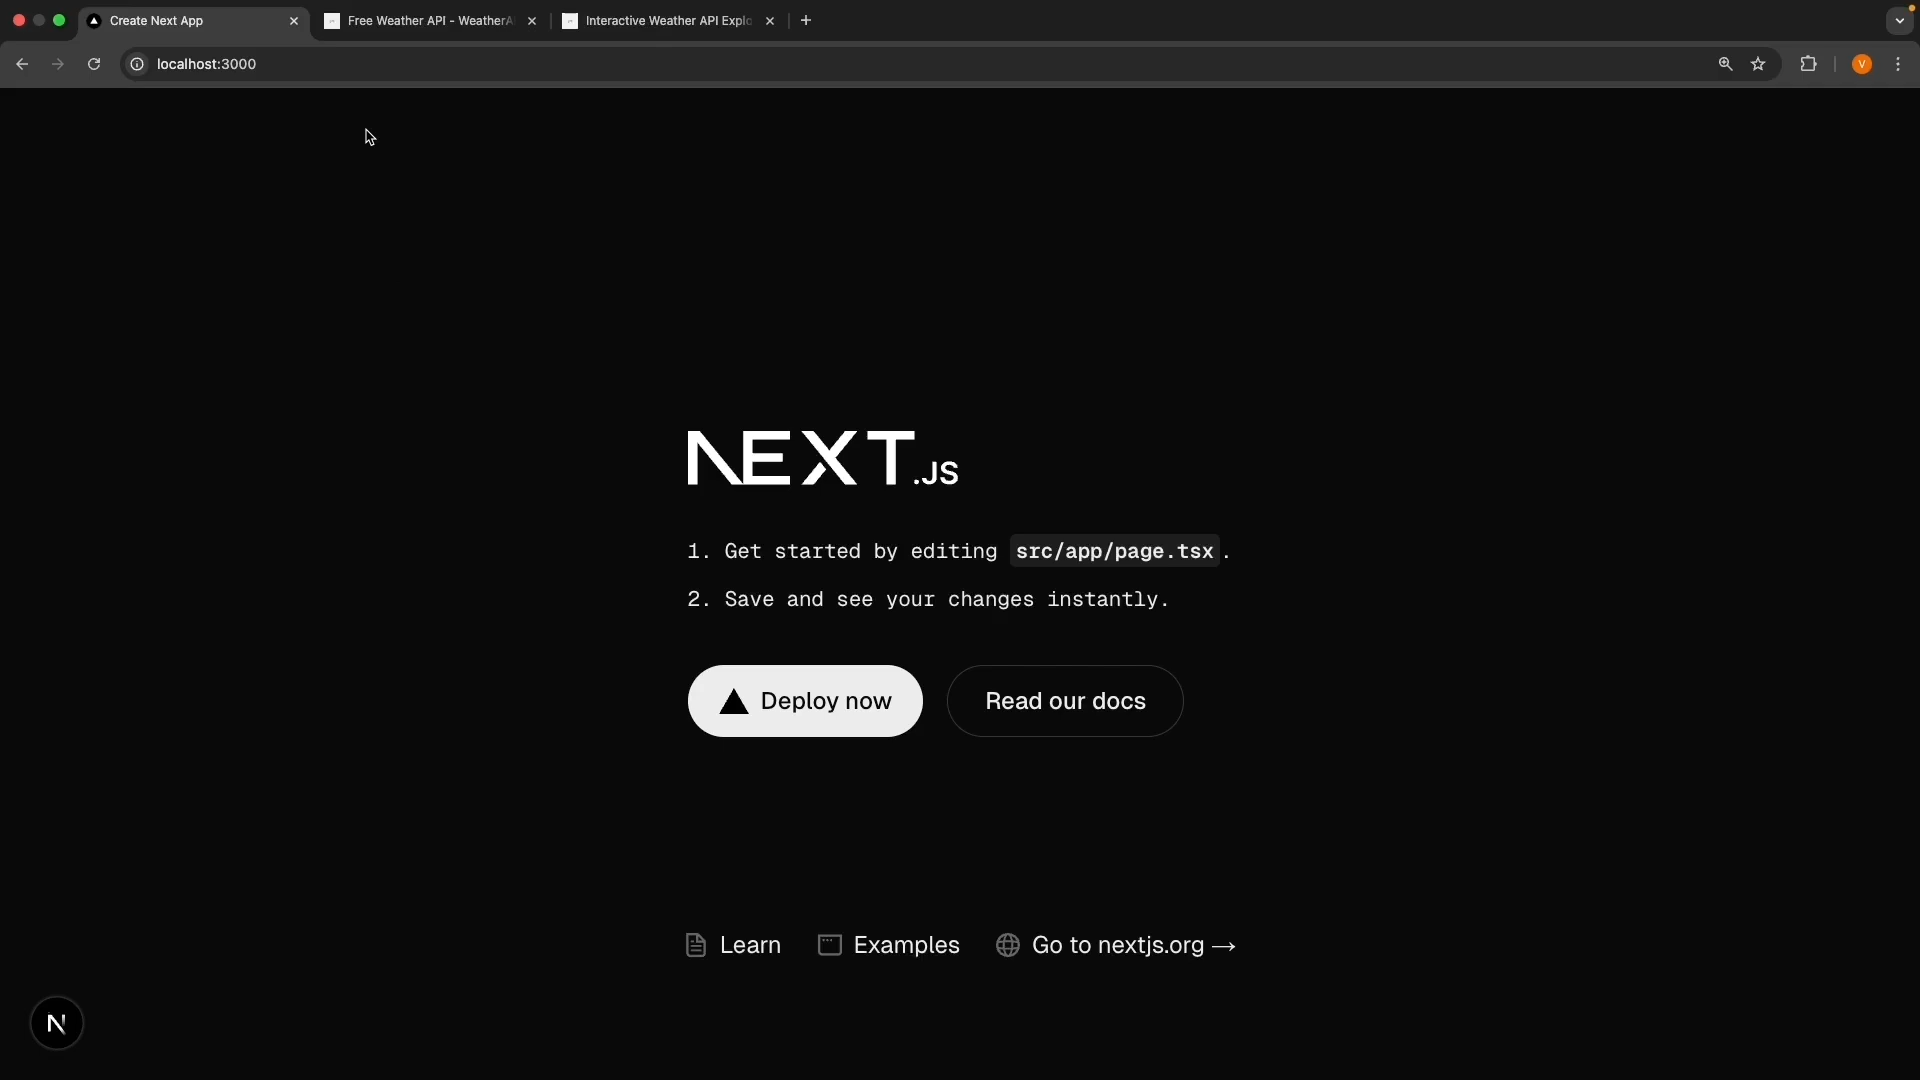 Create Next App
Free Weather API - WeatherA
Interactive Weather API Explo
localhost:3000
V
NEXT.JS
1. Get started by editing src/app/page.tsx.
2. Save and see your changes instantly.
Deploy now
Read our docs
Learn
Examples
Go to nextjs.org →
N